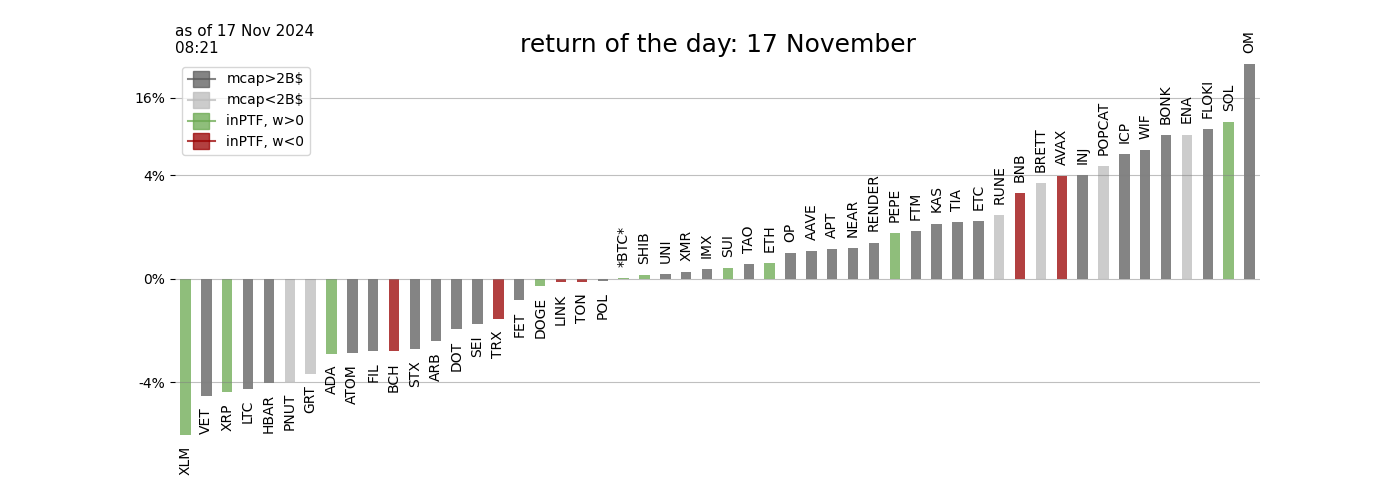 as of 17 Nov 2024
08:21
return of the day: 17 November
mcap>2B$
mcap<2B$
inPTF, w>0
inPTF, w<0
16%
4%
0%
-4%
XLM
VET
XRP
LTC
HBAR
PNUT
GRT
ADA
ATOM
FIL
BCH
STX
ARB
DOT
SEI
TRX
FET
DOGE
LINK
TON
POL
*BTC*
SHIB
UNI
XMR
IMX
SUI
TAO
ETH
OP
AAVE
APT
NEAR
RENDER
PEPE
FTM
KAS
TIA
ETC
RUNE
BNB
BRETT
AVAX
INJ
POPCAT
ICP
WIF
BONK
ENA
FLOKI
SOL
OM